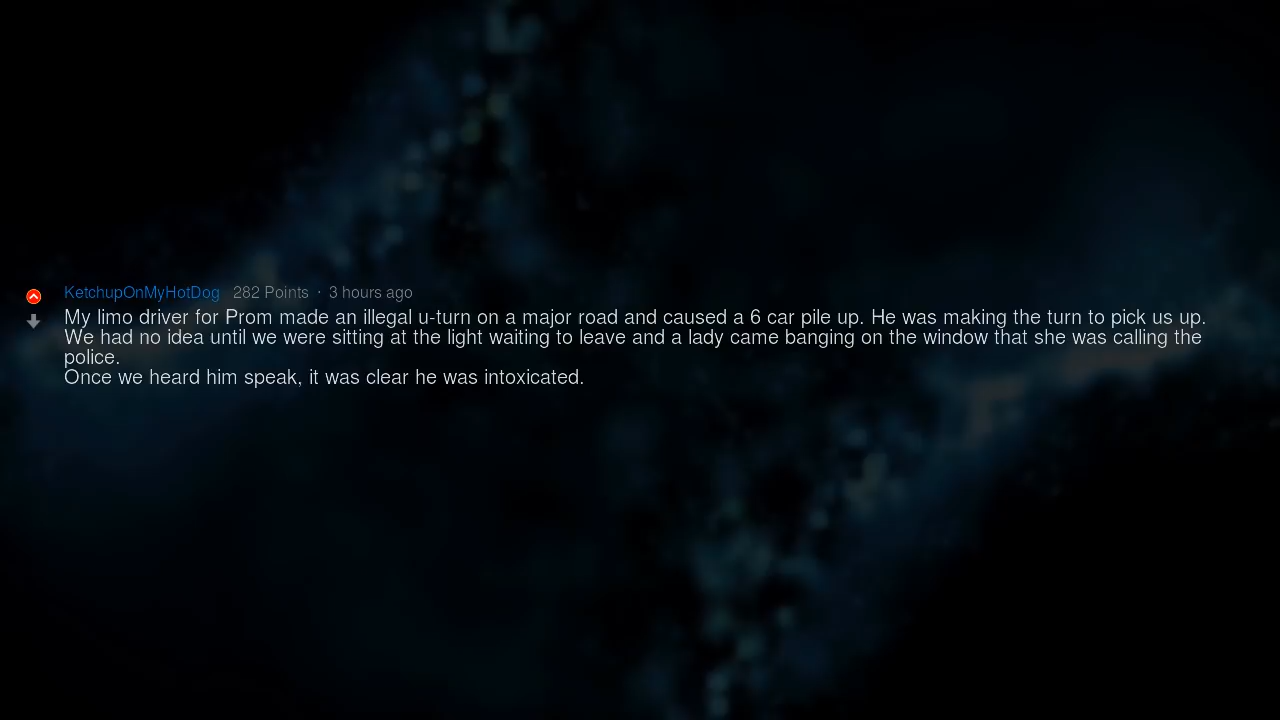 KetchupOnMyHotDog 282 Points · 3 hours ago
My limo driver for Prom made an illegal u-turn on a major road and caused a 6 car pile up. He was making the turn to pick us up.
We had no idea until we were sitting at the light waiting to leave and a lady came banging on the window that she was calling the
police.
Once we heard him speak, it was clear he was intoxicated.